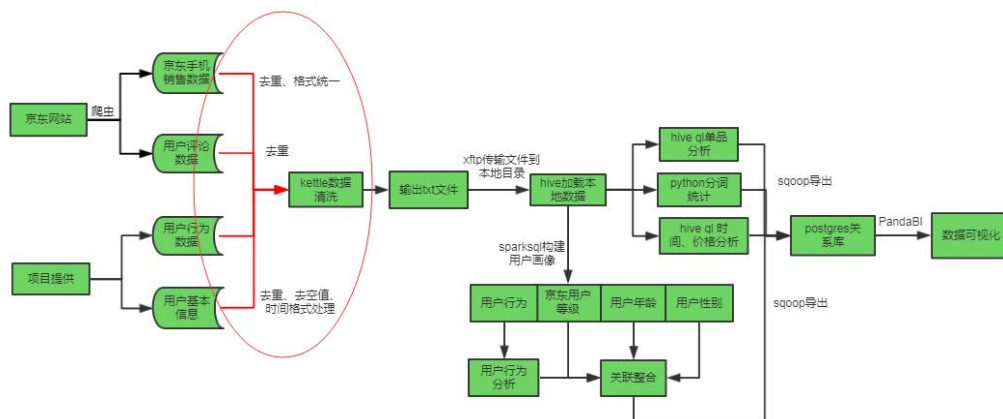 京东网站
爬虫
京东手机
销售数据
用户评论
数据
项目提供
用户行为
数据
用户基本
信息
去重、格式统一
去重
去重、去空值、
时间格式处理
kettle数据
清洗
输出txt文件
xftp传输文件到
本地目录
hive加载本
地数据
hive ql单品
分析
python分词
统计
hive ql 时
间、价格分析
sqoop导出
postgres关
系库
PandaBI
数据可视化
sparksql构建
用户画像
用户行为
京东用户
等级
用户年龄
用户性别
sqoop导出
用户行为
分析
关联整合